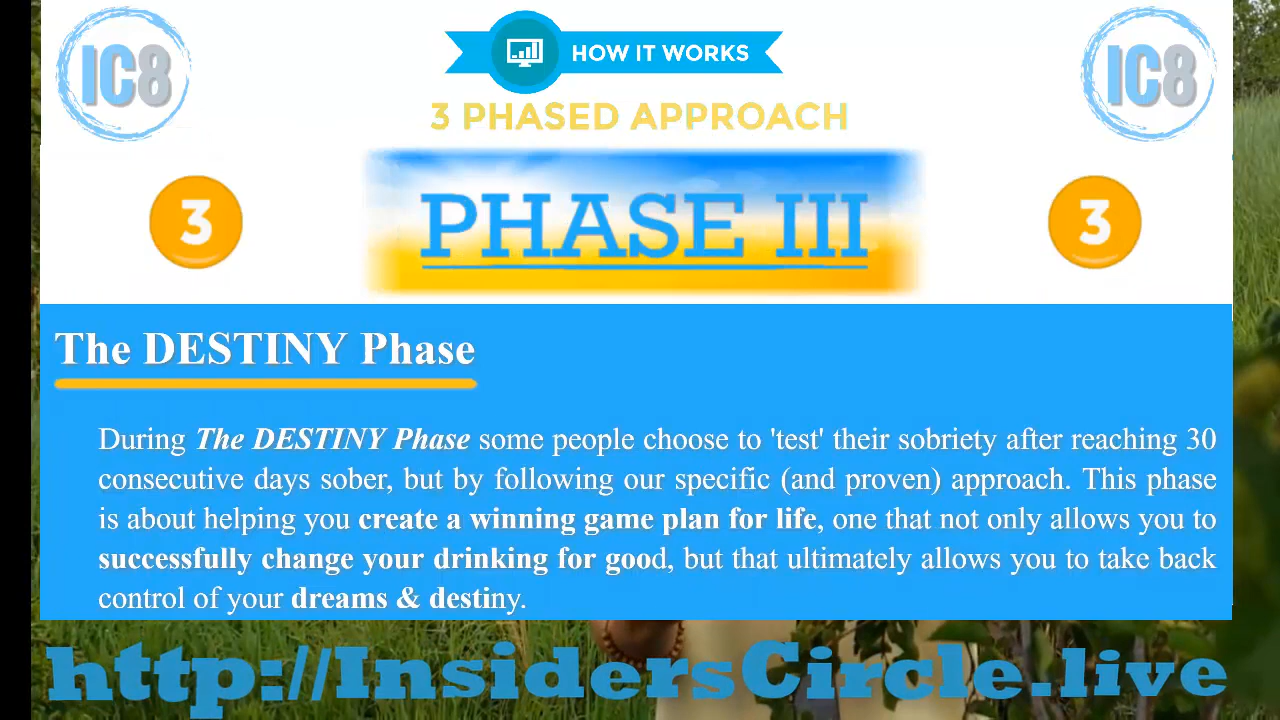 IC8
HOW IT WORKS
IC8
3 PHASED APPROACH
3
PHASE III
3
The DESTINY Phase
During The DESTINY Phase some people choose to 'test' their sobriety after reaching 30
consecutive days sober, but by following our specific (and proven) approach. This phase
is about helping you create a winning game plan for life, one that not only allows you to
successfully change your drinking for good, but that ultimately allows you to take back
control of your dreams & destiny.
http://InsidersCircle.live